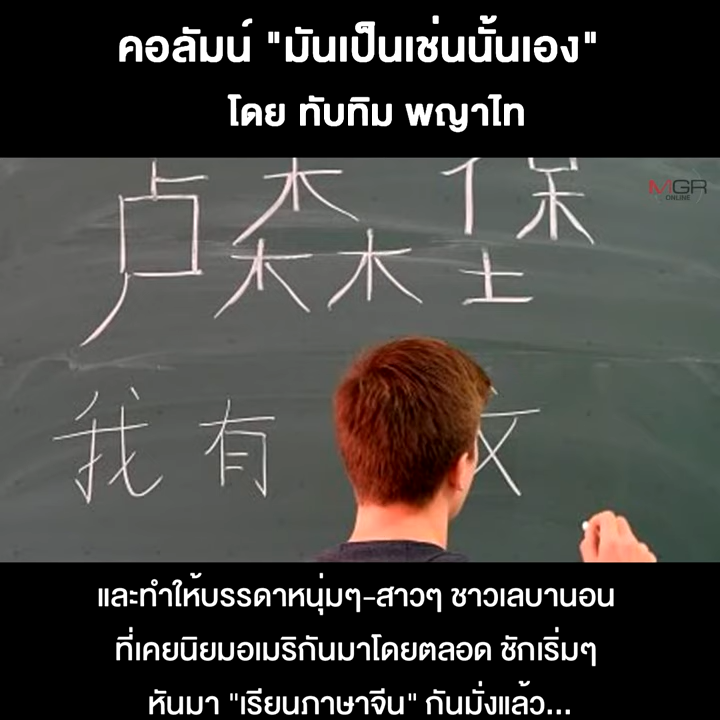 คอลัมน์ "มันเป็นเช่นนั้นเอง"
โดย ทับทิม พญาไท
MGR
ONLINE
卢森堡
我有 文
และทำให้บรรดาหนุ่มๆ-สาวๆ ชาวเลบานอน
ที่เคยนิยมอเมริกันมาโดยตลอด ชักเริ่มๆ
หันมา "เรียนภาษาจีน" กันมั่งแล้ว...